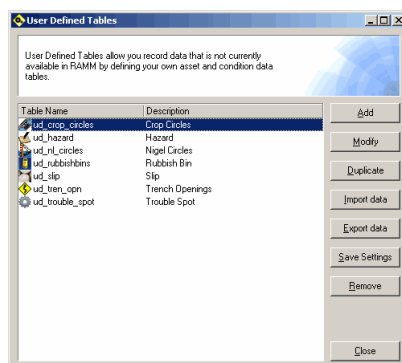 User Defined Tables
User Defined Tables allow you record data that is not currently
available in RAMM by defining your own asset and condition data
tables.
Table Name Description
ud_crop_circles Crop Circles
ud_hazard Hazard
ud_nl_circles Nigel Circles
ud_rubbishbins Rubbish Bin
ud_slip Slip
ud_tren_opn Trench Openings
ud_trouble_spot Trouble Spot
Add
Modify
Duplicate
Import data
Export data
Save Settings
Remove
Close